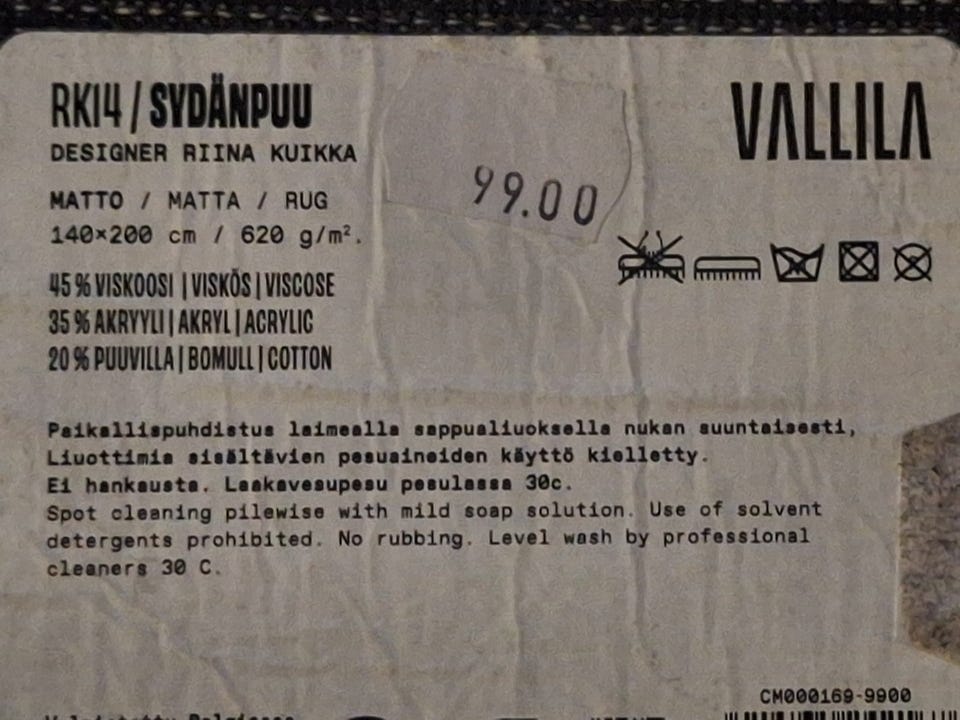 RK14 / SYDÄNPUU
VALLILA
DESIGNER RIINA KUIKKA
99.00
MATTO / MATTA / RUG
140×200 cm / 620 g/m².
45 % VISKOOSI | VISKÖS | VISCOSE
35 % AKRYYLI | AKRYL | ACRYLIC
20 % PUUVILLA | BOMULL | COTTON
Paikallispuhdistus laimealla sappualiuoksella nukan suuntaisesti,
Liuottimia sisältävien pesuaineiden käyttö kielletty.
Ei hankausta. Laakavesupesu pesulassa 30c.
Spot cleaning pilewise with mild soap solution. Use of solvent
detergents prohibited. No rubbing. Level wash by professional
cleaners 30 C.
CM000169-9900